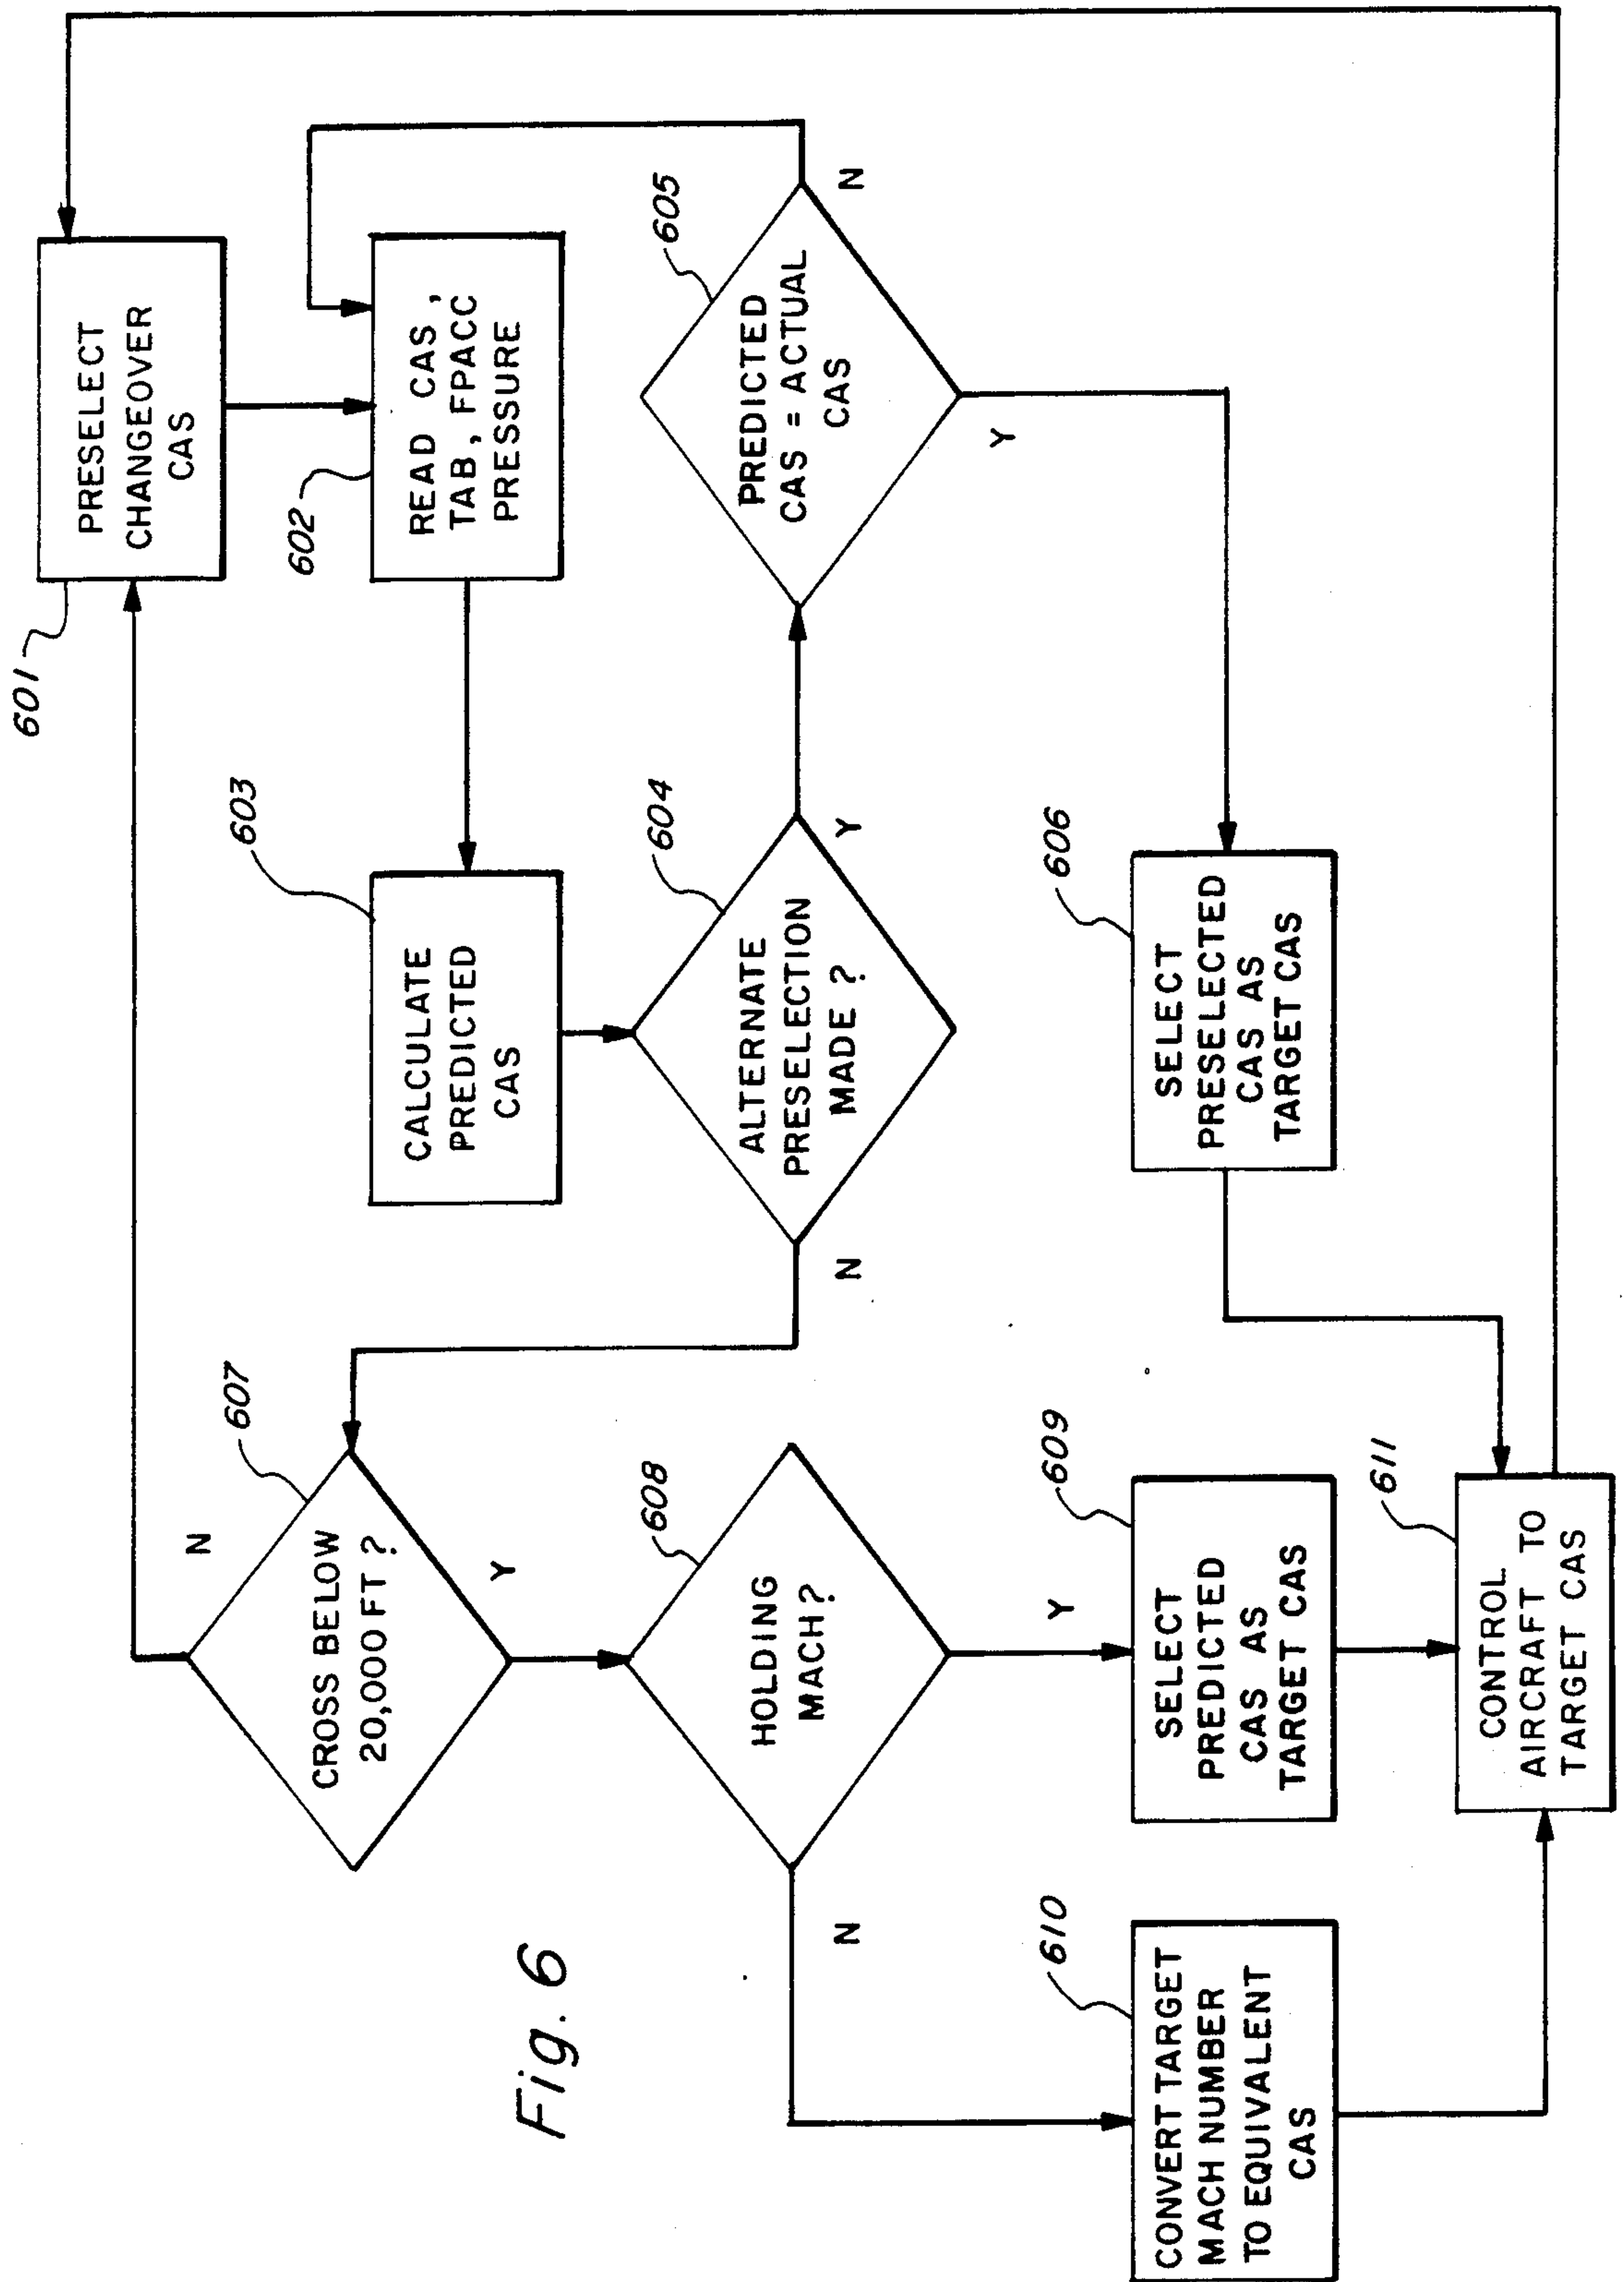 601
PRESELECT
CHANGEOVER
CAS
602
READ CAS,
TAB, FPACC
PRESSURE
603
CALCULATE
PREDICTED
CAS
604
ALTERNATE
PRESELECTION
MADE ?
Y
N
605
PREDICTED
CAS = ACTUAL
CAS
N
Y
606
SELECT
PRESELECTED
CAS AS
TARGET CAS
607
CROSS BELOW
20,000 FT ?
N
Y
608
HOLDING
MACH?
Y
N
609
SELECT
PREDICTED
CAS AS
TARGET CAS
610
CONVERT TARGET
MACH NUMBER
TO EQUIVALENT
CAS
611
CONTROL
AIRCRAFT TO
TARGET CAS
Fig. 6